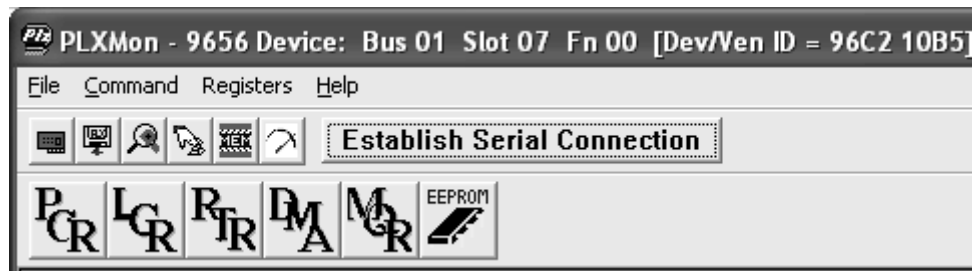 PLXMon - 9656 Device: Bus 01 Slot 07 Fn 00 [Dev/Ven ID = 96C2 10B5]
File Command Registers Help
Establish Serial Connection
PCR LCR RTR DMA MQR EEPROM